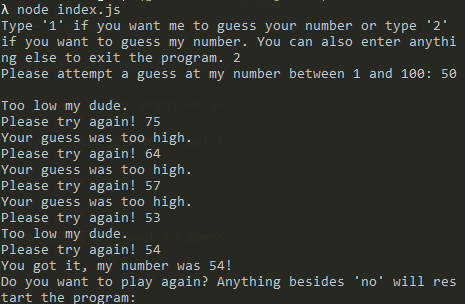 λ node index.js
Type '1' if you want me to guess your number or type '2'
if you want to guess my number. You can also enter anythi
ng else to exit the program. 2
Please attempt a guess at my number between 1 and 100: 50
Too low my dude.
Please try again! 75
Your guess was too high.
Please try again! 64
Your guess was too high.
Please try again! 57
Your guess was too high.
Please try again! 53
Too low my dude.
Please try again! 54
You got it, my number was 54!
Do you want to play again? Anything besides 'no' will res
tart the program: